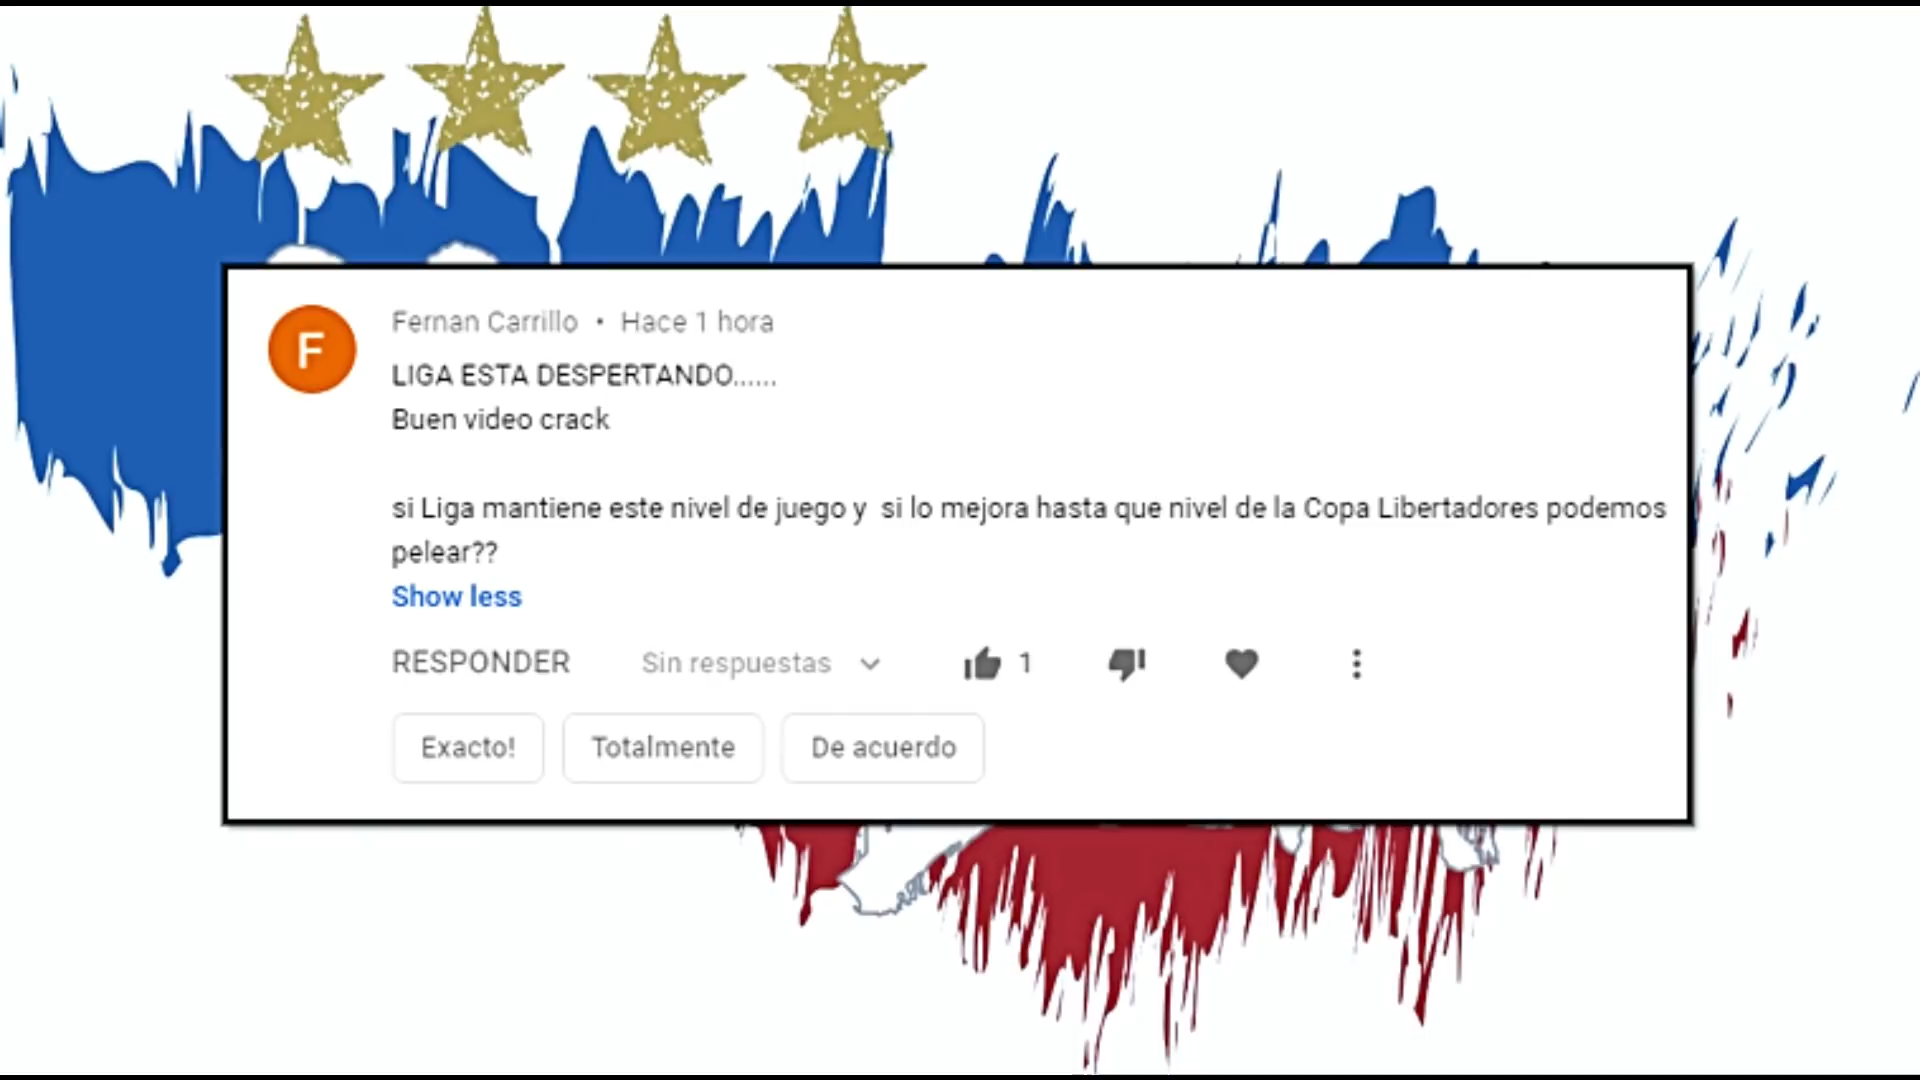 F
Fernan Carrillo • Hace 1 hora
LIGA ESTA DESPERTANDO......
Buen video crack
si Liga mantiene este nivel de juego y  si lo mejora hasta que nivel de la Copa Libertadores podemos
pelear??
Show less
RESPONDER Sin respuestas 1
Exacto! Totalmente De acuerdo